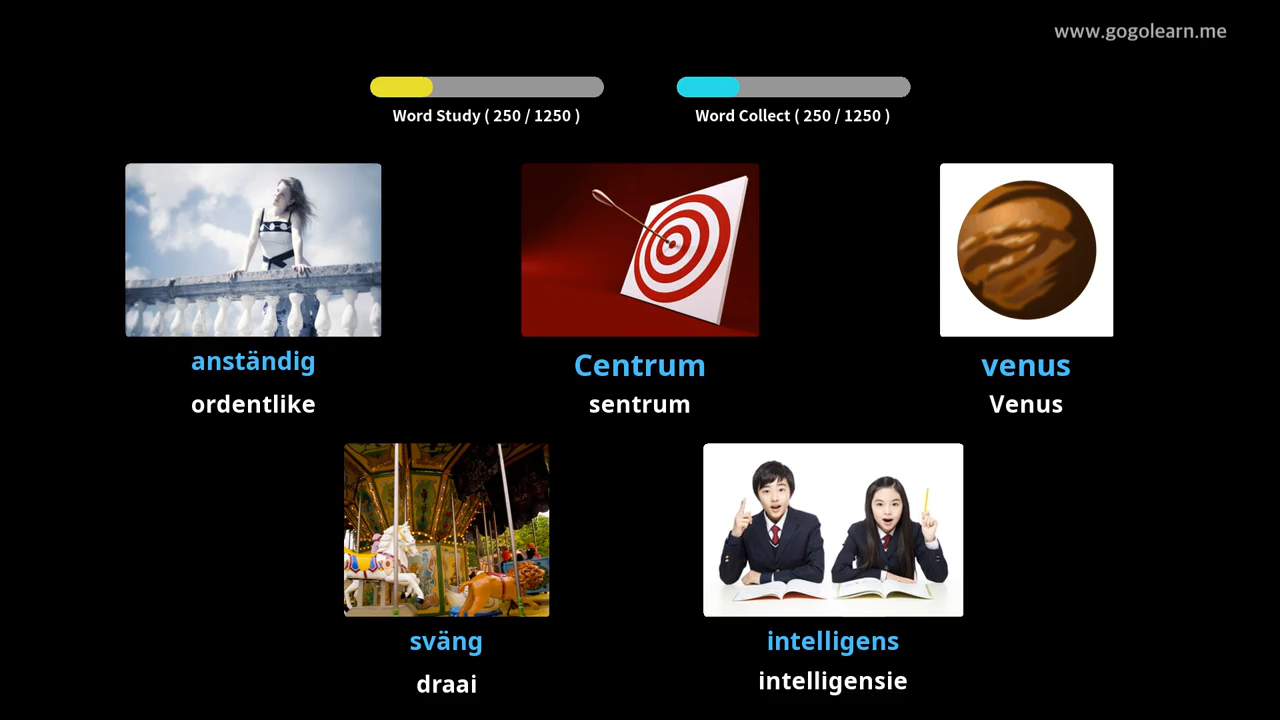 www.gogolearn.me
Word Study ( 250 / 1250 )
Word Collect ( 250 / 1250 )
anständig
Centrum
venus
ordentlike
sentrum
Venus
sväng
intelligens
draai
intelligensie